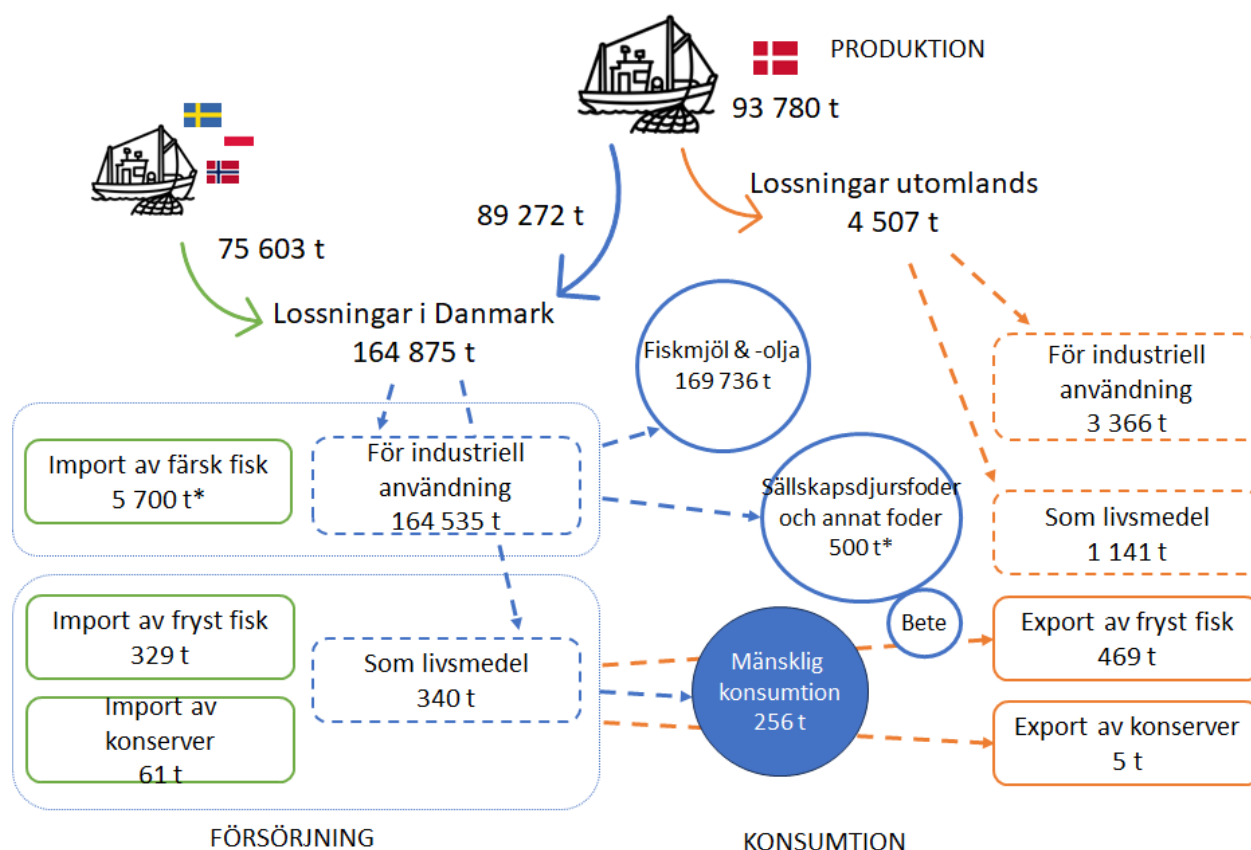 PRODUKTION
93 780 t
Lossningar utomlands
4 507 t
89 272 t
75 603 t
Lossningar i Danmark
164 875 t
Fiskmjöl & -olja
169 736 t
För industriell
användning
3 366 t
Import av färsk fisk
5 700 t*
För industriell
användning
164 535 t
Sällskapsdjursfoder
och annat foder
500 t*
Som livsmedel
1 141 t
Bete
Import av fryst fisk
329 t
Som livsmedel
340 t
Mänsklig
konsumtion
256 t
Export av fryst fisk
469 t
Import av
konserver
61 t
Export av konserver
5 t
FÖRSÖRJNING
KONSUMTION